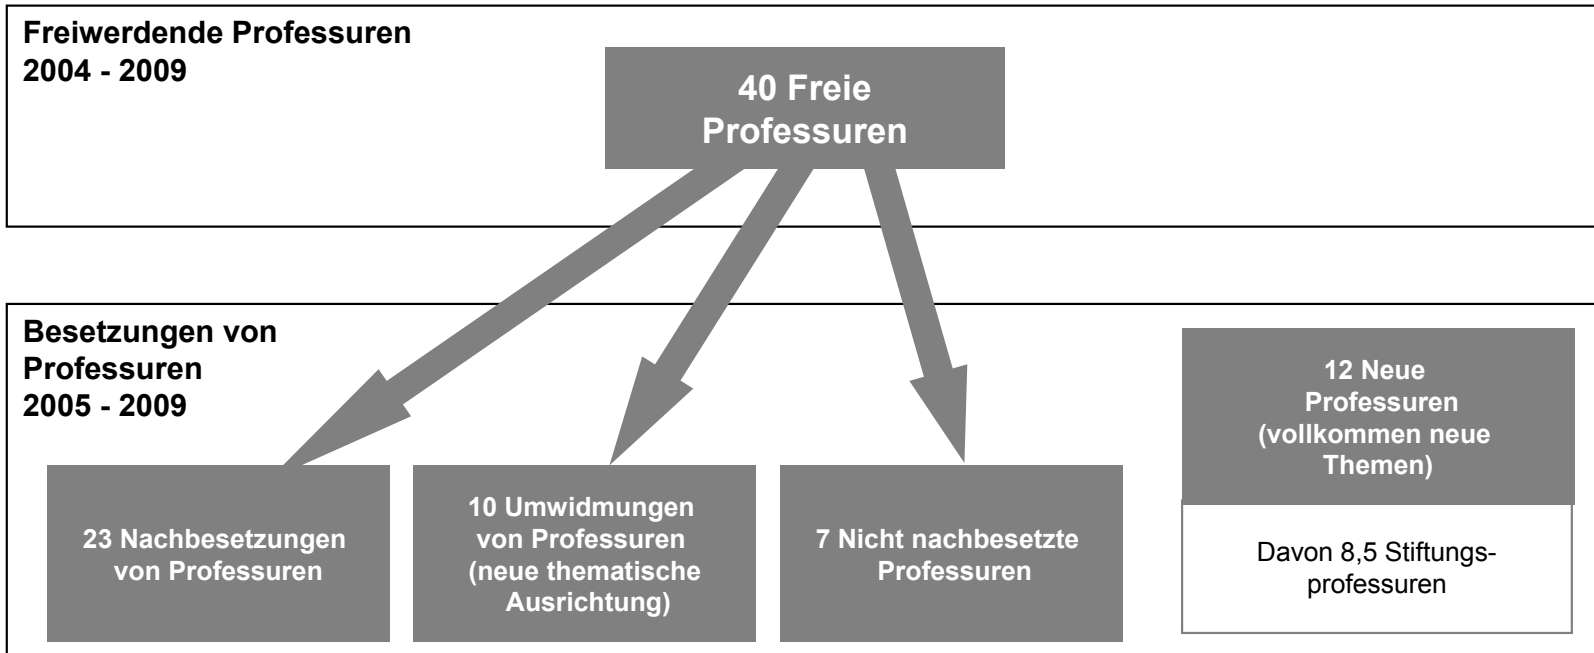 Freiwerdende Professuren
2004 - 2009
40 Freie
Professuren
Besetzungen von
Professuren
2005 - 2009
23 Nachbesetzungen
von Professuren
10 Umwidmungen
von Professuren
(neue thematische
Ausrichtung)
7 Nicht nachbesetzte
Professuren
12 Neue
Professuren
(vollkommen neue
Themen)
Davon 8,5 Stiftungs-
professuren